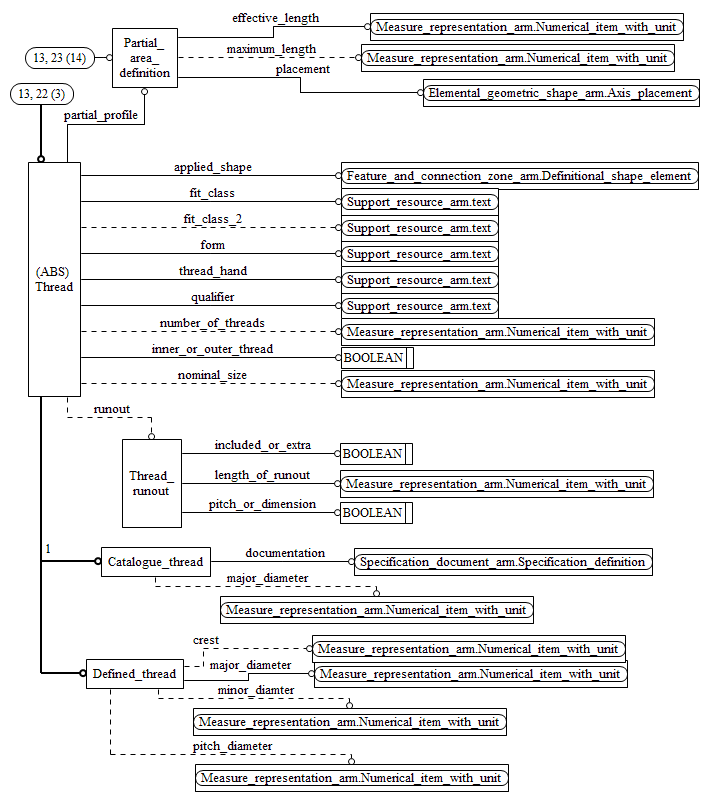 effective_length
Measure_representation_arm.Numerical_item_with_unit
13, 23 (14)
Partial_
area_
definition
maximum_length
Measure_representation_arm.Numerical_item_with_unit
placement
Elemental_geometric_shape_arm.Axis_placement
13, 22 (3)
partial_profile
(ABS)
Thread
applied_shape
Feature_and_connection_zone_arm.Definitional_shape_element
fit_class
Support_resource_arm.text
fit_class_2
Support_resource_arm.text
form
Support_resource_arm.text
thread_hand
Support_resource_arm.text
qualifier
Support_resource_arm.text
number_of_threads
Measure_representation_arm.Numerical_item_with_unit
inner_or_outer_thread
BOOLEAN
nominal_size
Measure_representation_arm.Numerical_item_with_unit
runout
Thread_
runout
included_or_extra
BOOLEAN
length_of_runout
Measure_representation_arm.Numerical_item_with_unit
pitch_or_dimension
BOOLEAN
1
Catalogue_thread
documentation
Specification_document_arm.Specification_definition
major_diameter
Measure_representation_arm.Numerical_item_with_unit
Defined_thread
crest
Measure_representation_arm.Numerical_item_with_unit
major_diameter
Measure_representation_arm.Numerical_item_with_unit
minor_diamter
Measure_representation_arm.Numerical_item_with_unit
pitch_diameter
Measure_representation_arm.Numerical_item_with_unit